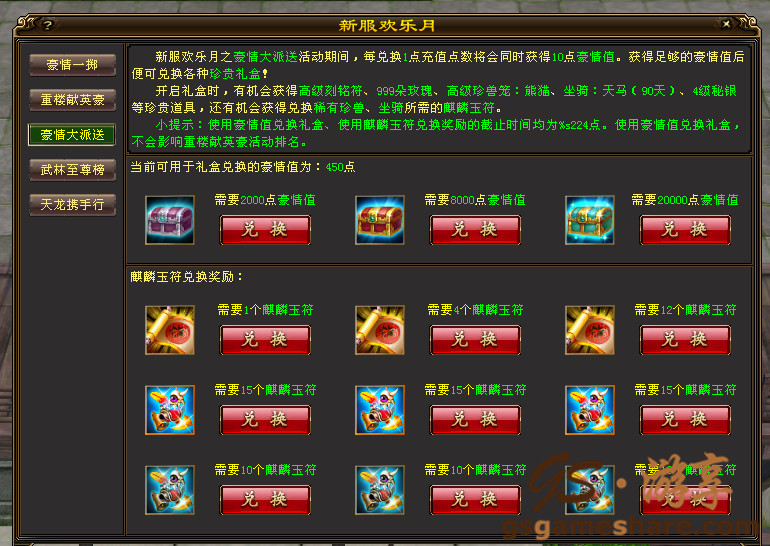 ?
新服欢乐月
豪情一掷
重楼献英豪
豪情大派送
武林至尊榜
天龙携手行
新服欢乐月之豪情大派送活动期间，每兑换1点充值点数将会同时获得10点豪情值。获得足够的豪情值后
便可兑换各种珍贵礼盒！
开启礼盒时，有机会获得高级刻铭符、999朵玫瑰、高级珍兽笼：熊猫、坐骑：天马（90天）、4级秘银
等珍贵道具，还有机会获得兑换稀有珍兽、坐骑所需的麒麟玉符。
小提示：使用豪情值兑换礼盒、使用麒麟玉符兑换奖励的截止时间均为%s224点。使用豪情值兑换礼盒，
不会影响重楼献英豪活动排名。
当前可用于礼盒兑换的豪情值为：450点
需要2000点豪情值
需要8000点豪情值
需要20000点豪情值
兑换
兑换
兑换
麒麟玉符兑换奖励：
需要1个麒麟玉符
需要4个麒麟玉符
需要12个麒麟玉符
兑换
兑换
兑换
需要15个麒麟玉符
需要15个麒麟玉符
需要15个麒麟玉符
兑换
兑换
兑换
需要10个麒麟玉符
需要10个麒麟玉符
麒麟玉符
兑换
兑换
兑换
GS·游享
gsgameshare.com